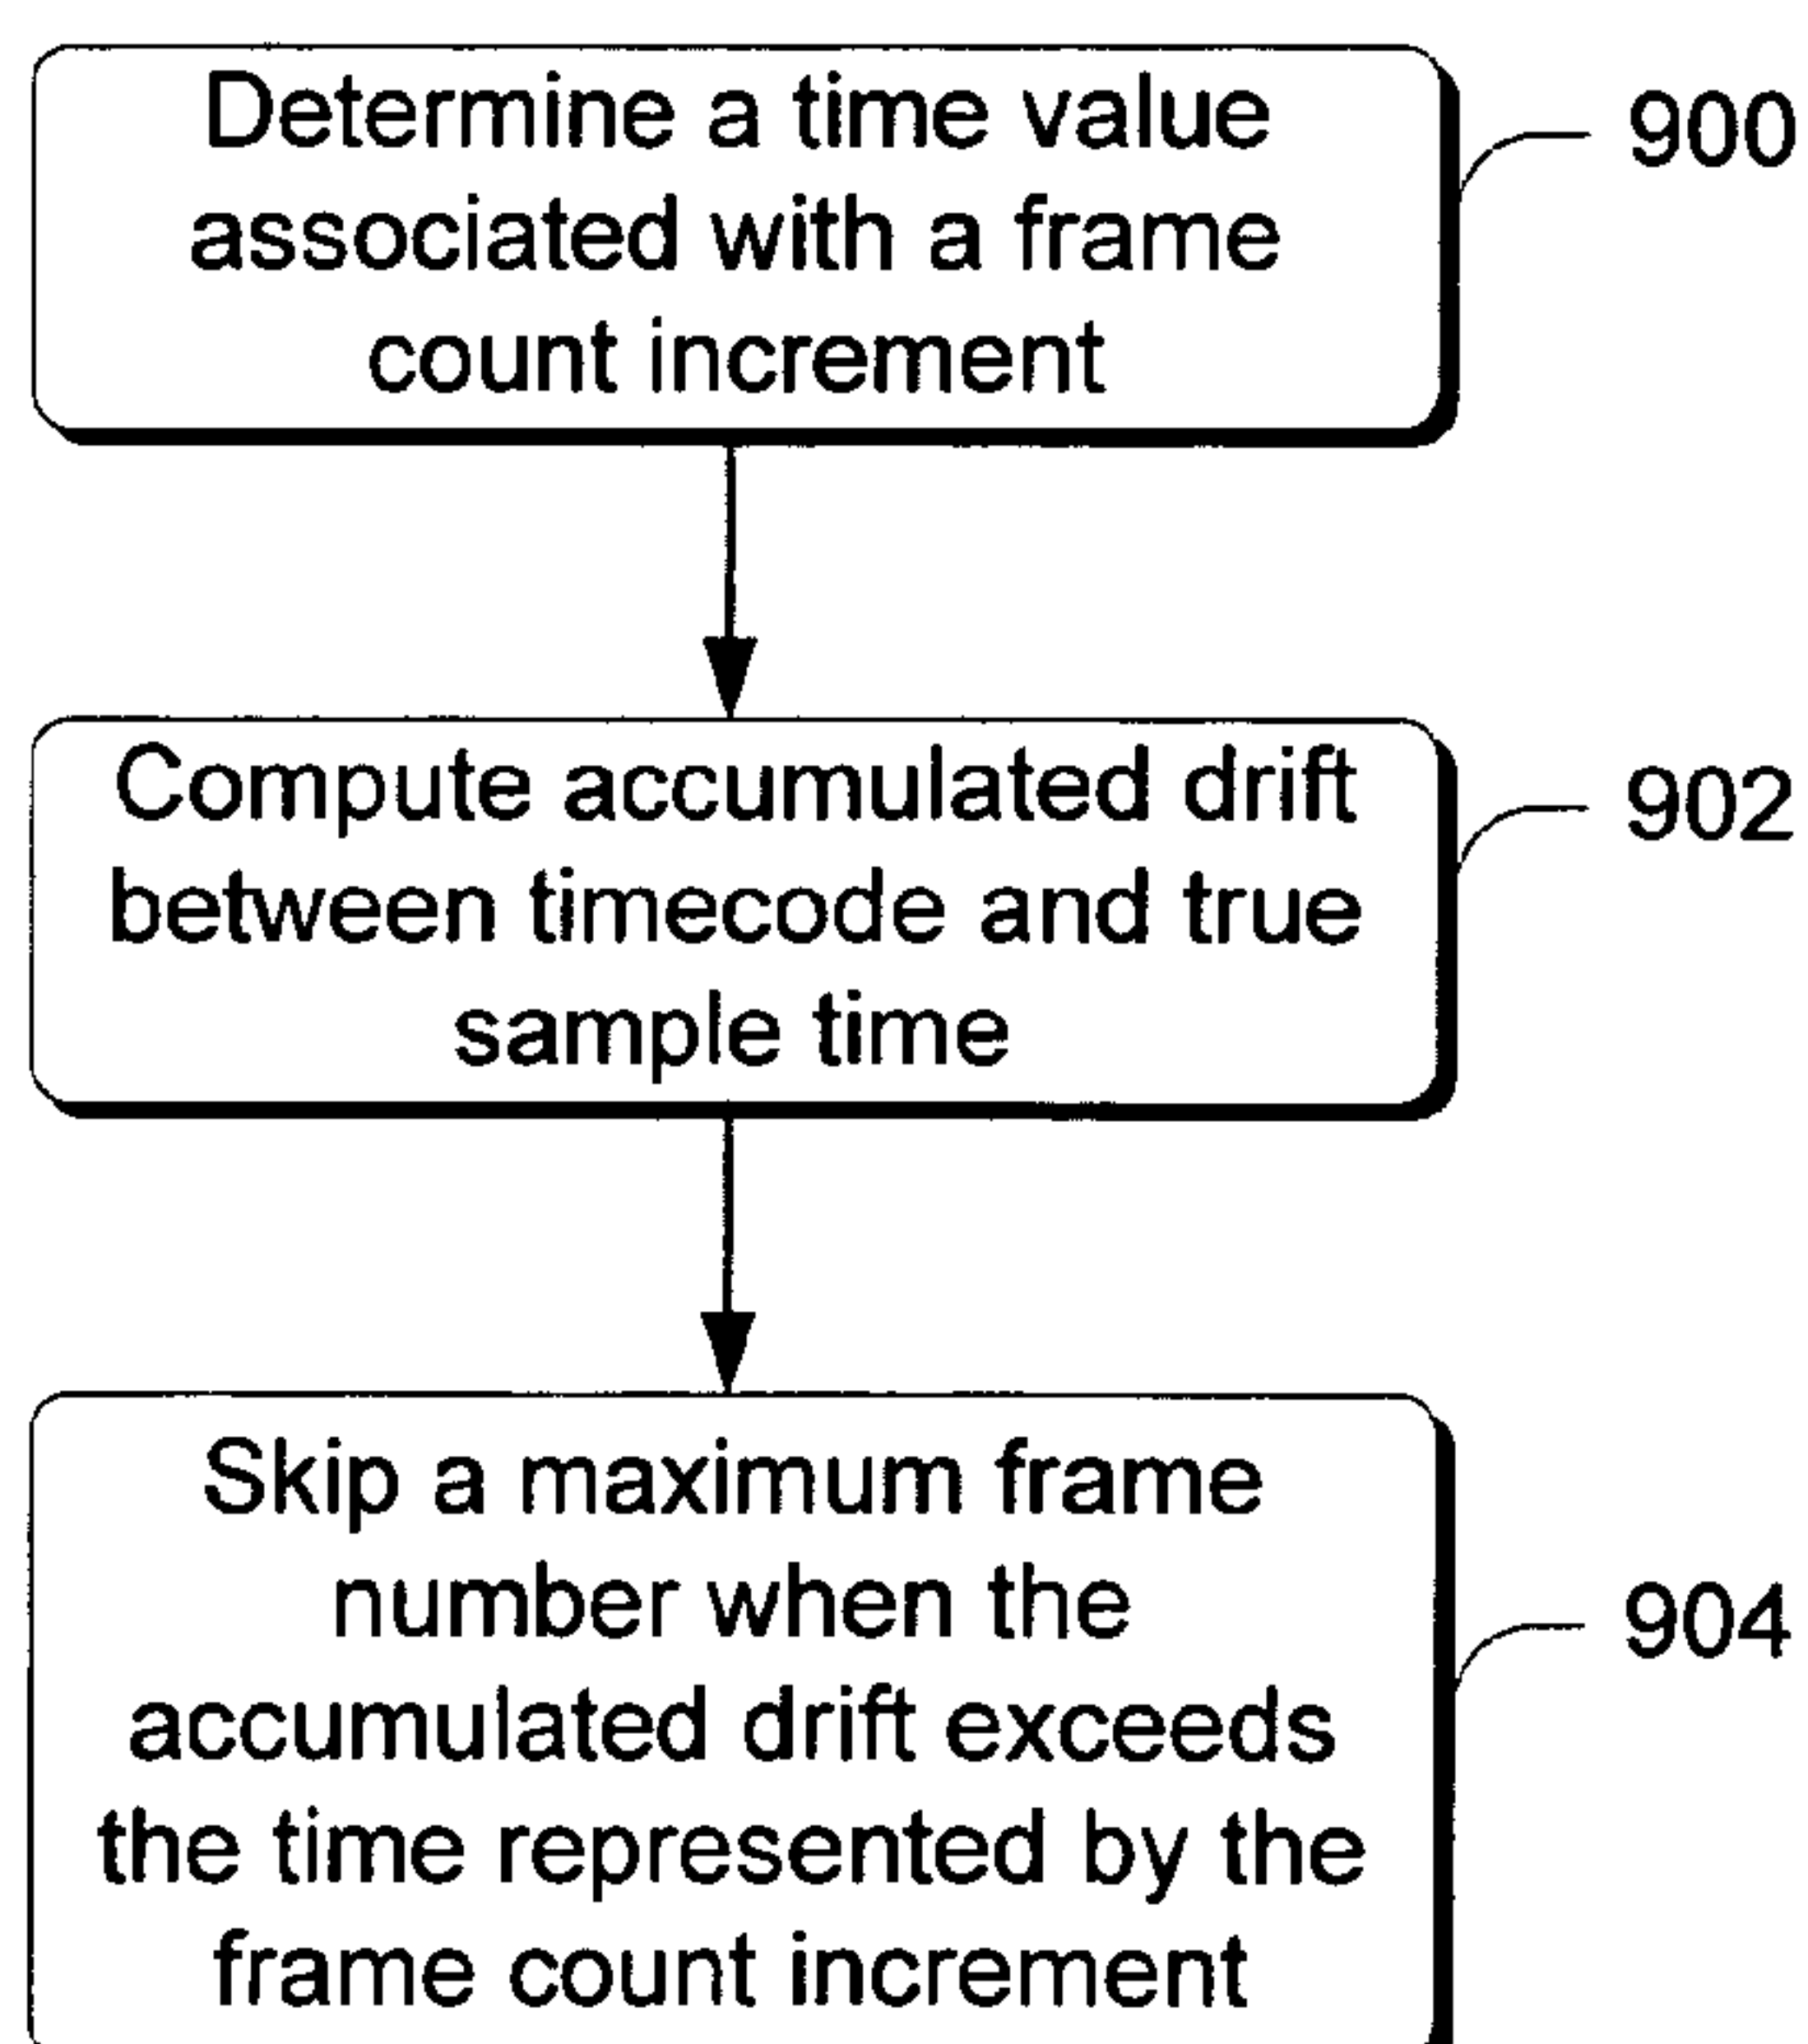 Determine a time value
associated with a frame
count increment
900
Compute accumulated drift
between timecode and true
sample time
902
Skip a maximum frame
number when the
accumulated drift exceeds
the time represented by the
frame count increment
904